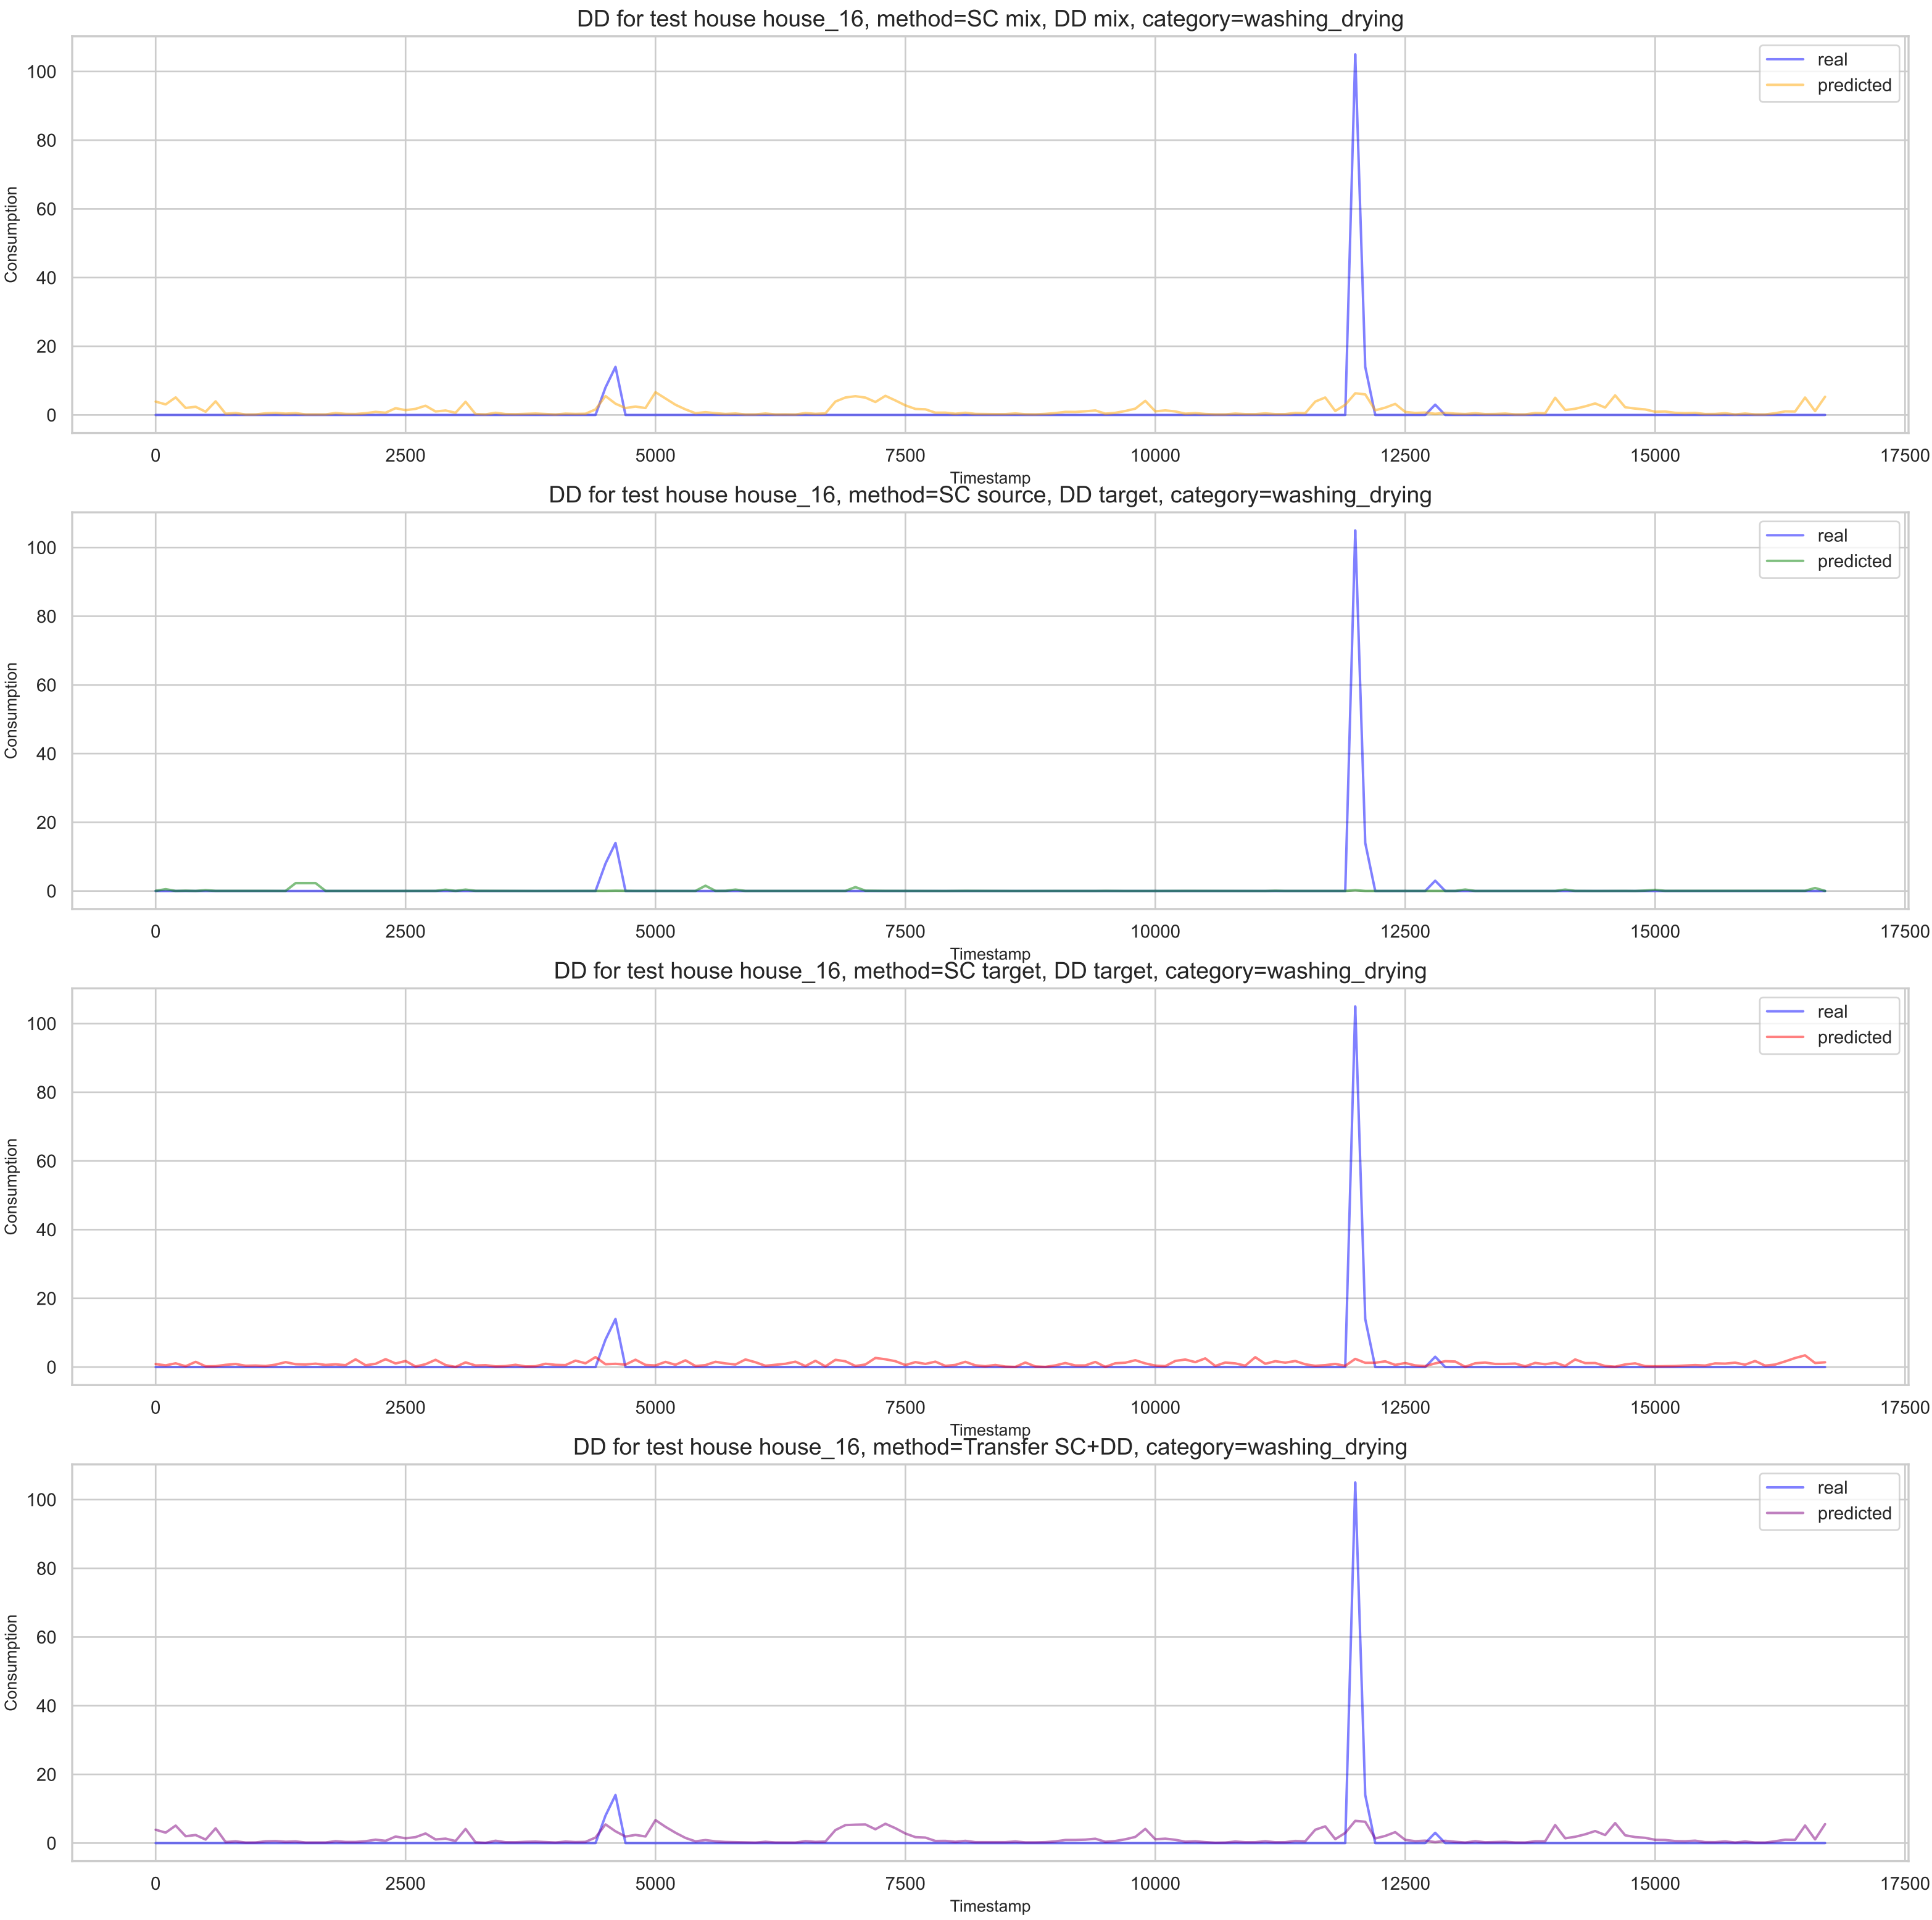 DD for test house house_16, method=SC mix, DD mix, category=washing_drying
real
predicted
100
80
60
40
20
0
Consumption
0 2500 5000 7500 10000 12500 15000 17500
Timestamp
DD for test house house_16, method=SC source, DD target, category=washing_drying
real
predicted
100
80
60
40
20
0
Consumption
0 2500 5000 7500 10000 12500 15000 17500
Timestamp
DD for test house house_16, method=SC target, DD target, category=washing_drying
real
predicted
100
80
60
40
20
0
Consumption
0 2500 5000 7500 10000 12500 15000 17500
Timestamp
DD for test house house_16, method=Transfer SC+DD, category=washing_drying
real
predicted
100
80
60
40
20
0
Consumption
0 2500 5000 7500 10000 12500 15000 17500
Timestamp